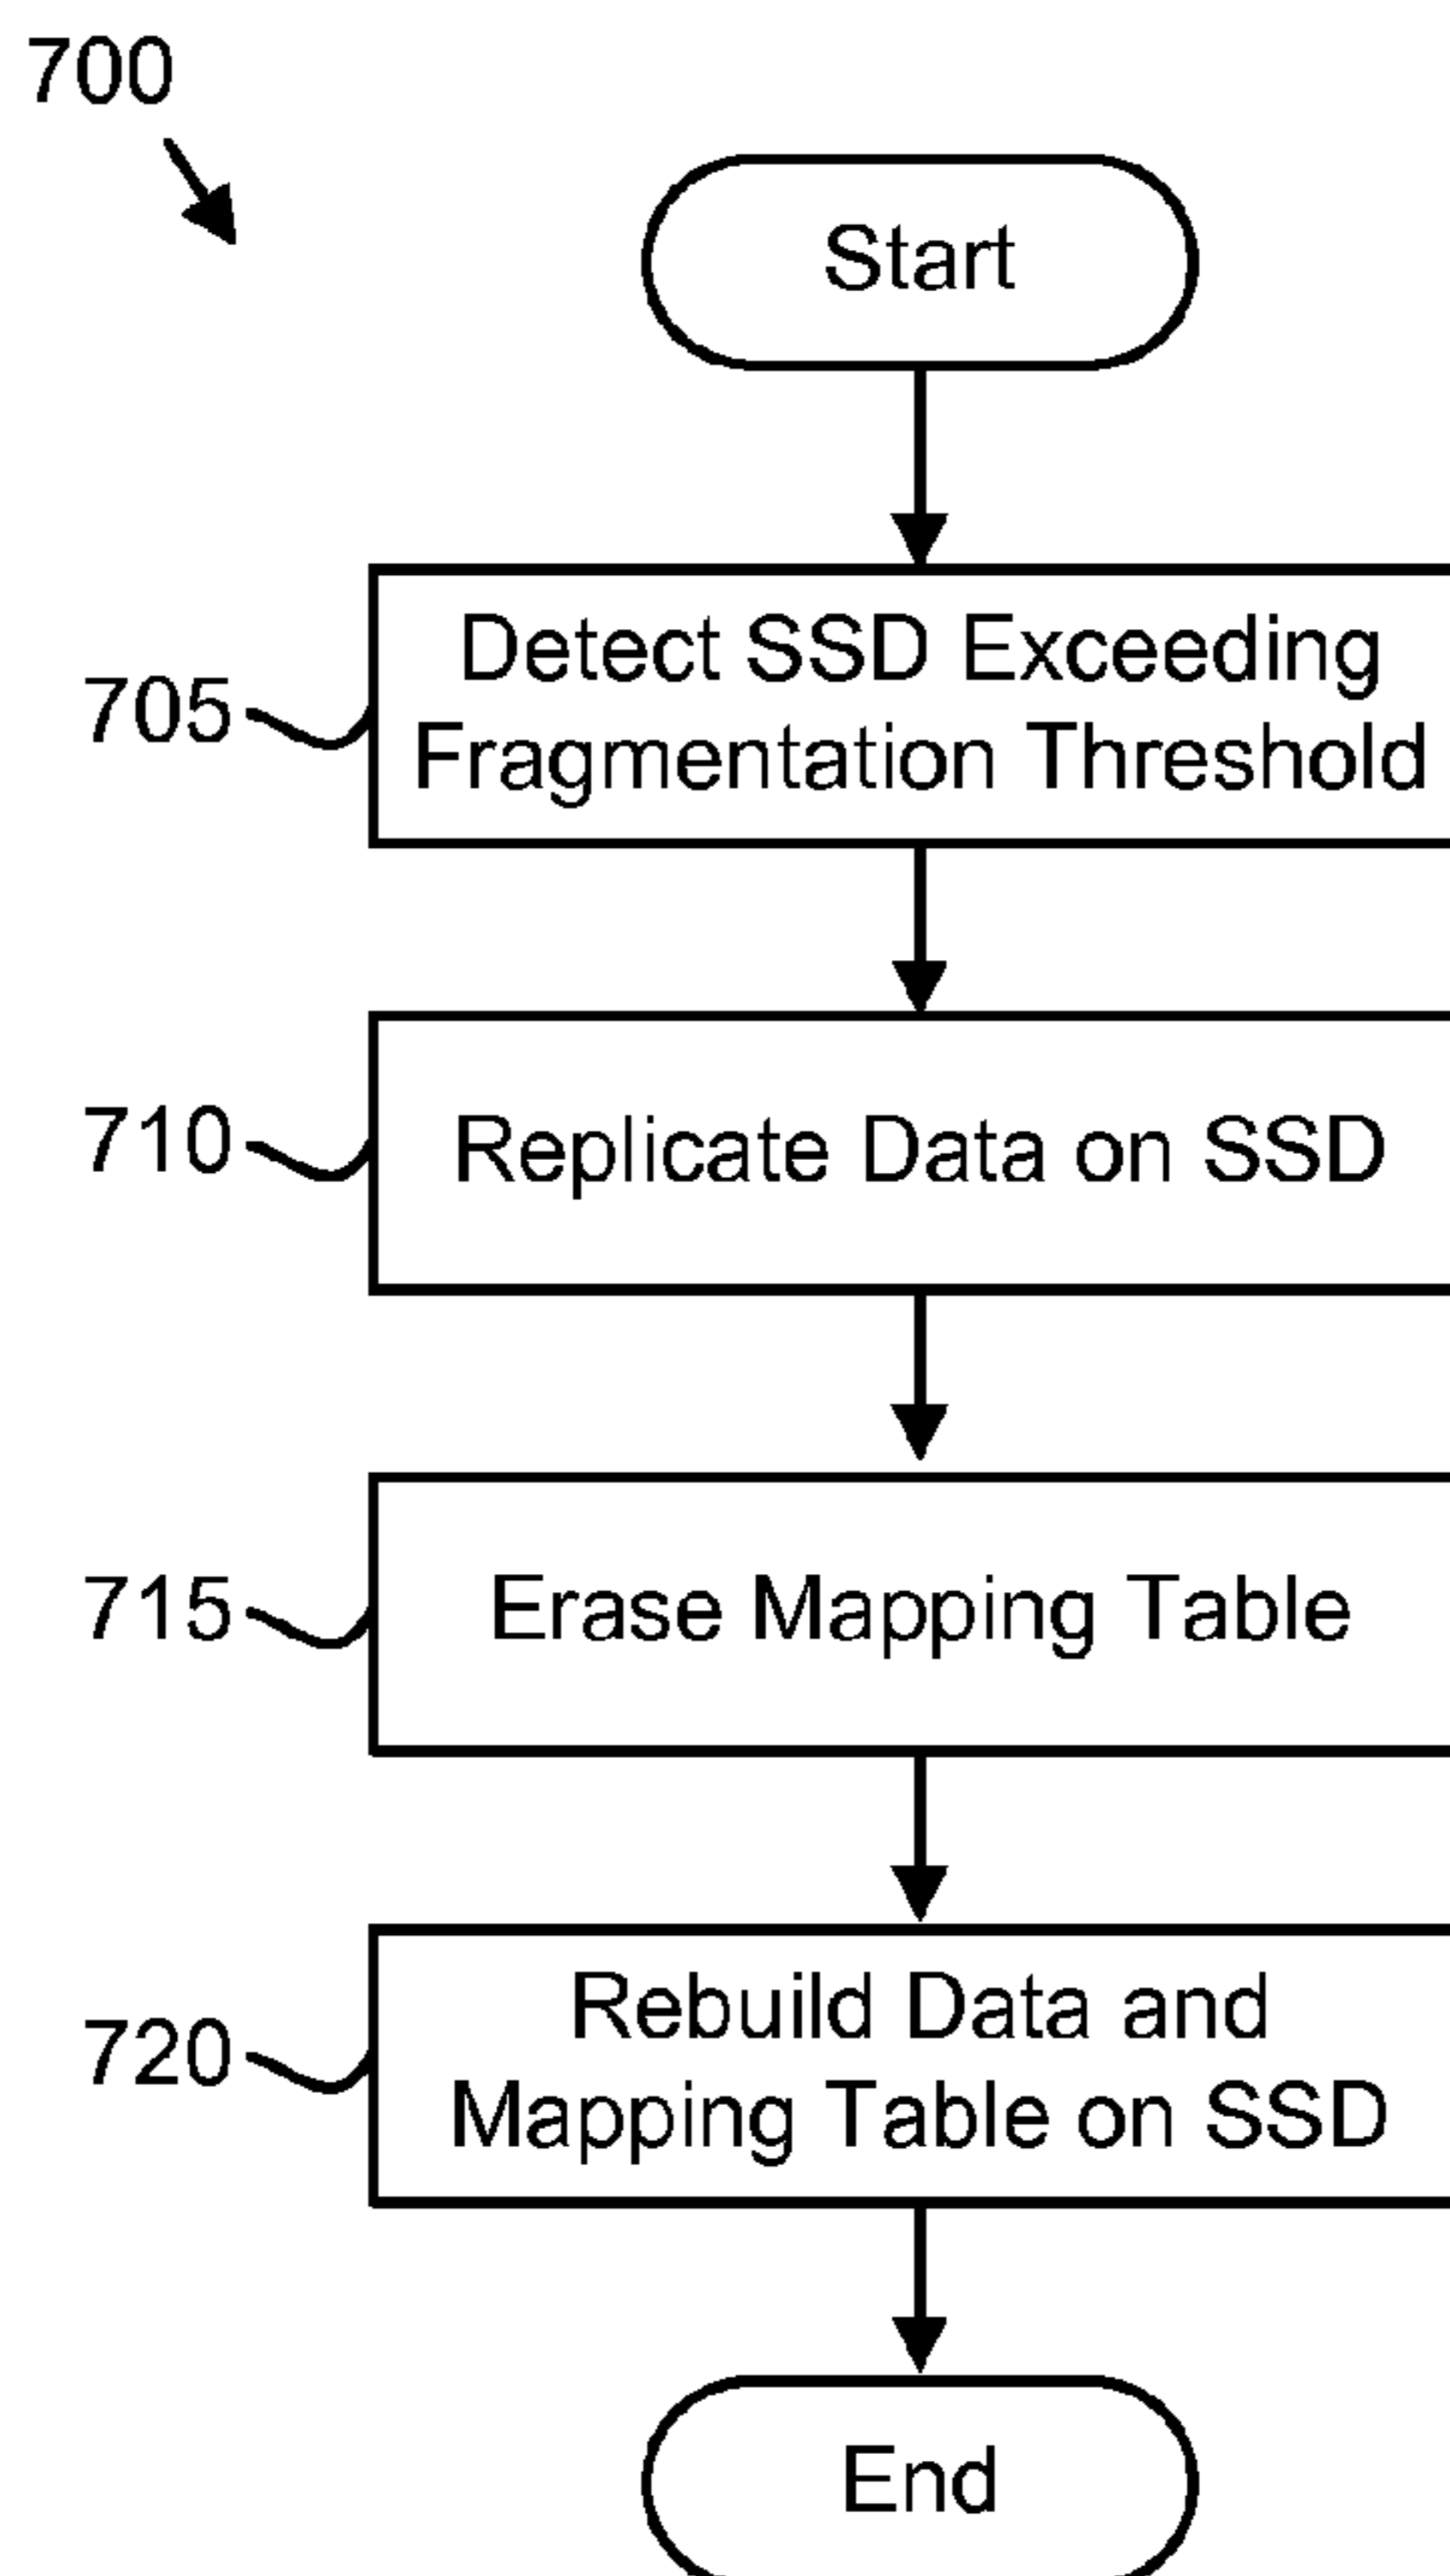 700
Start
705
Detect SSD Exceeding
Fragmentation Threshold
710
Replicate Data on SSD
715
Erase Mapping Table
720
Rebuild Data and
Mapping Table on SSD
End